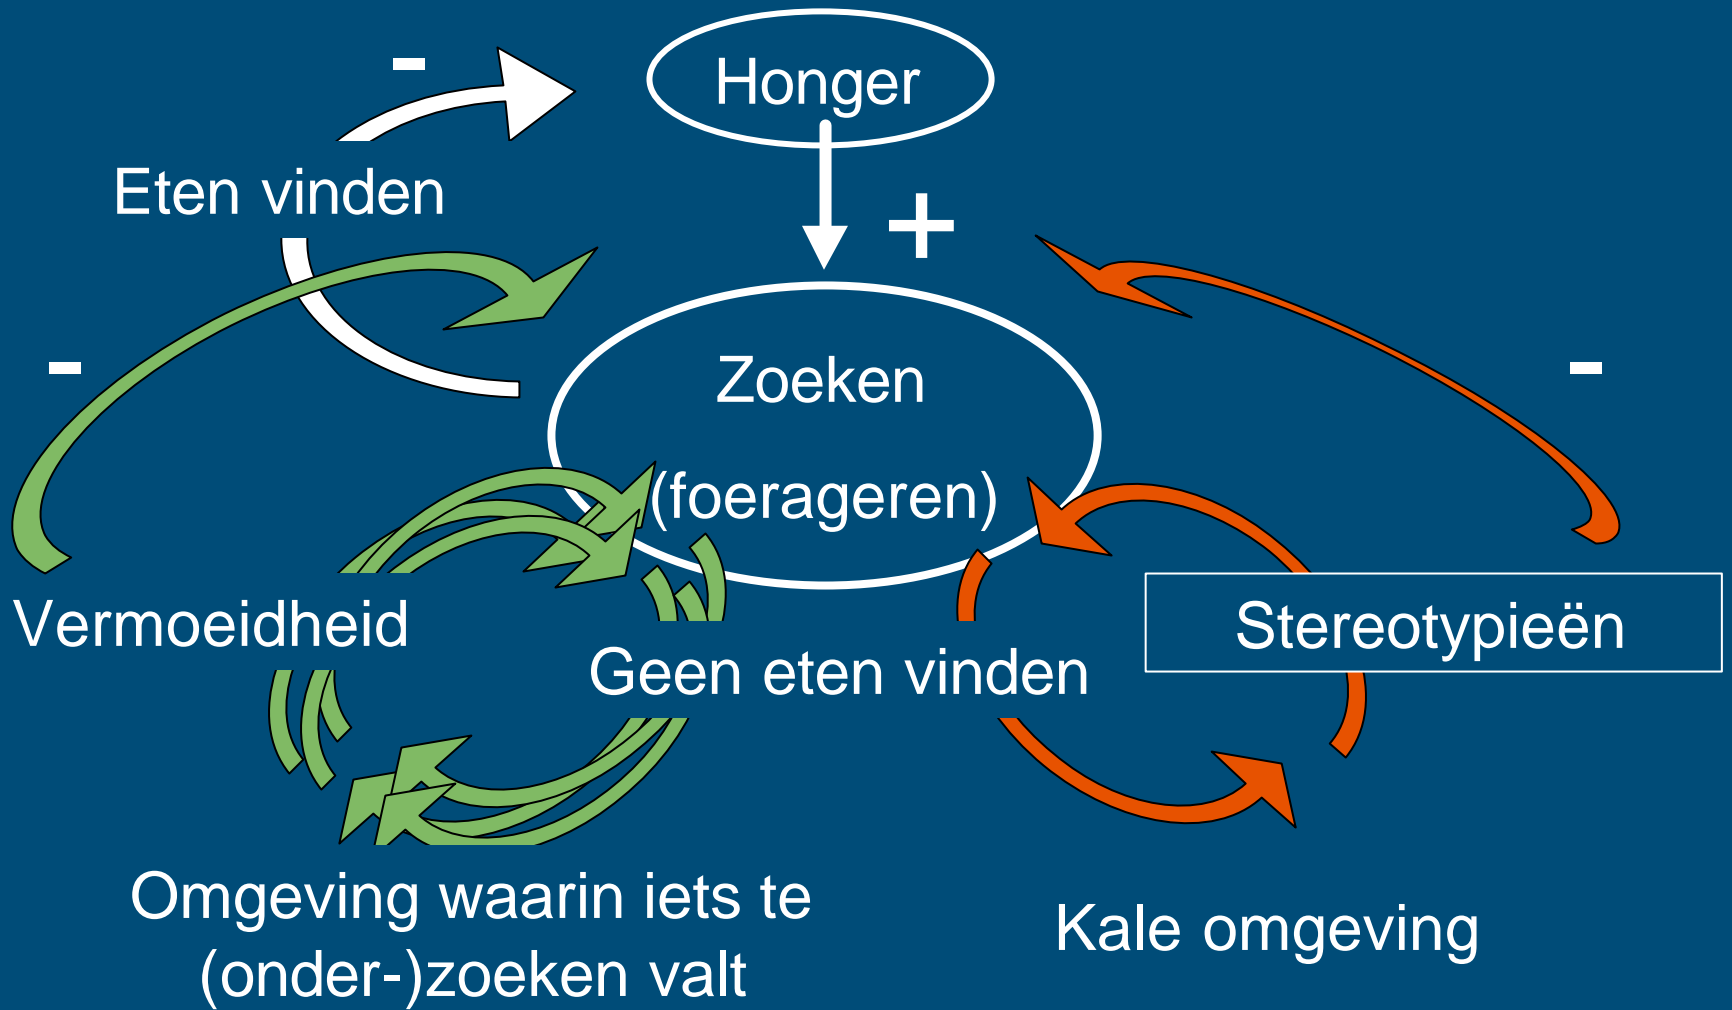 -
Honger
Eten vinden
+
-
-
Zoeken
(foerageren)
Vermoeidheid
Stereotypieën
Geen eten vinden
Omgeving waarin iets te
(onder-)zoeken valt
Kale omgeving